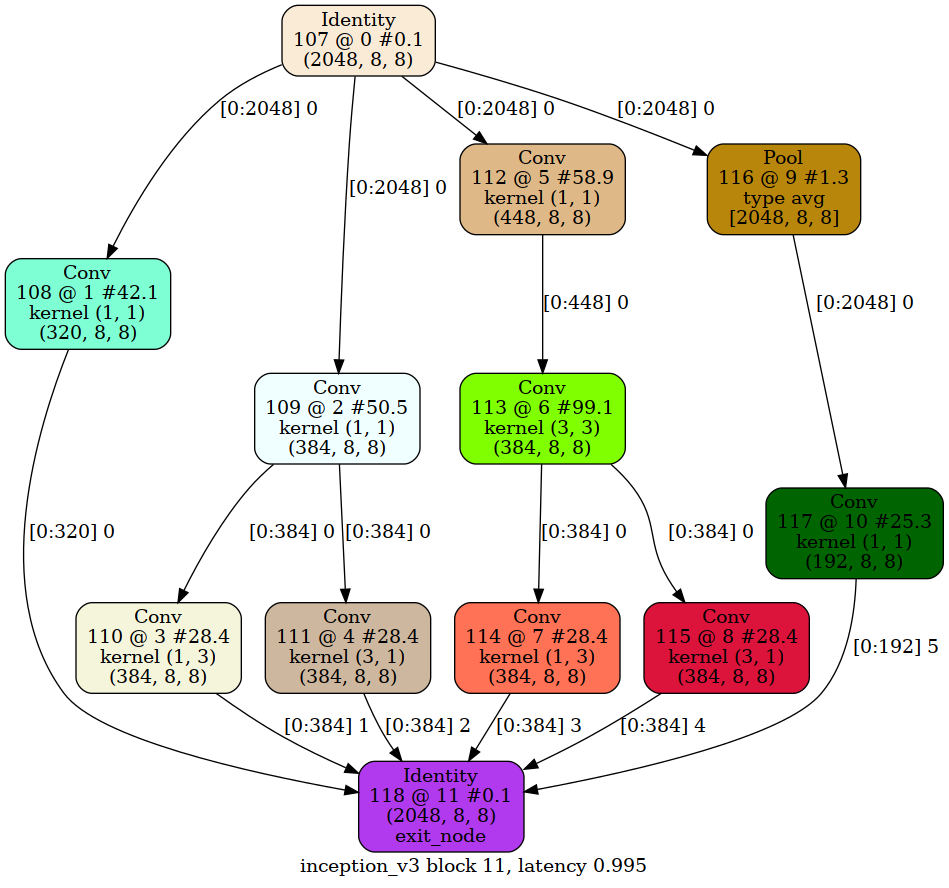 Identity
107 @ 0 #0.1
(2048, 8, 8)
[0:2048] 0
[0:2048] 0
[0:2048] 0
[0:2048] 0
Conv
112 @ 5 #58.9
kernel (1, 1)
(448, 8, 8)
Pool
116 @ 9 #1.3
type avg
[2048, 8, 8]
Conv
108 @ 1 #42.1
kernel (1, 1)
(320, 8, 8)
[0:448] 0
[0:2048] 0
Conv
109 @ 2 #50.5
kernel (1, 1)
(384, 8, 8)
Conv
113 @ 6 #99.1
kernel (3, 3)
(384, 8, 8)
Conv
117 @ 10 #25.3
kernel (1, 1)
(192, 8, 8)
[0:320] 0
[0:384] 0
[0:384] 0
[0:384] 0
[0:384] 0
Conv
110 @ 3 #28.4
kernel (1, 3)
(384, 8, 8)
Conv
111 @ 4 #28.4
kernel (3, 1)
(384, 8, 8)
Conv
114 @ 7 #28.4
kernel (1, 3)
(384, 8, 8)
Conv
115 @ 8 #28.4
kernel (3, 1)
(384, 8, 8)
[0:192] 5
[0:384] 1
[0:384] 2
[0:384] 3
[0:384] 4
Identity
118 @ 11 #0.1
(2048, 8, 8)
exit_node
inception_v3 block 11, latency 0.995